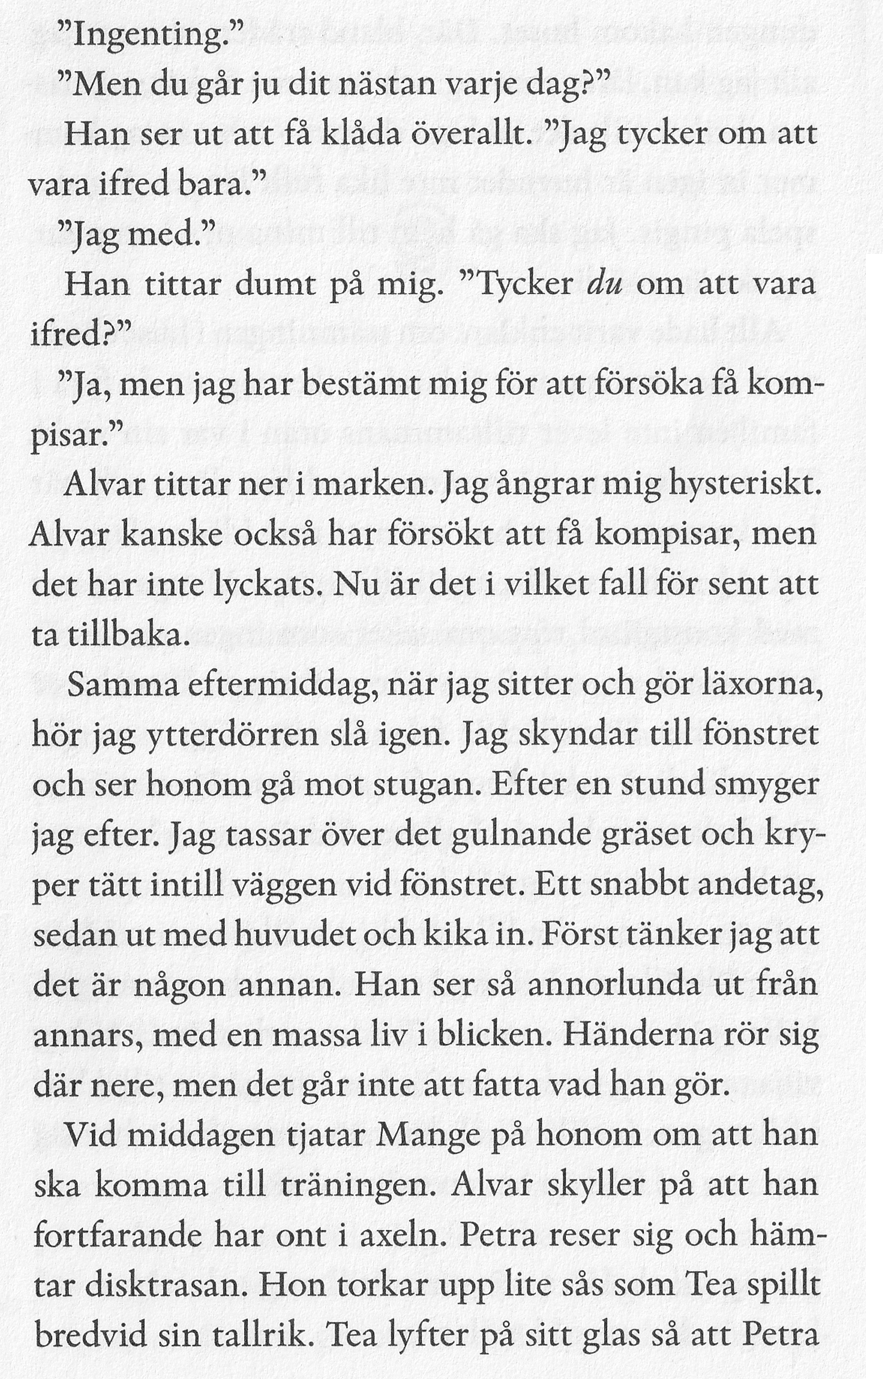 ”Ingenting.”
”Men du går ju dit nästan varje dag?”
Han ser ut att få klåda överallt. ”Jag tycker om att
vara ifred bara.”
”Jag med.”
Han tittar dumt på mig. ”Tycker du om att vara
ifred?”
”Ja, men jag har bestämt mig för att försöka få kom-
pisar.”
Alvar tittar ner i marken. Jag ångrar mig hysteriskt.
Alvar kanske också har försökt att få kompisar, men
det har inte lyckats. Nu är det i vilket fall för sent att
ta tillbaka.
Samma eftermiddag, när jag sitter och gör läxorna,
hör jag ytterdörren slå igen. Jag skyndar till fönstret
och ser honom gå mot stugan. Efter en stund smyger
jag efter. Jag tassar över det gulnande gräset och kry-
per tätt intill väggen vid fönstret. Ett snabbt andetag,
sedan ut med huvudet och kika in. Först tänker jag att
det är någon annan. Han ser så annorlunda ut från
annars, med en massa liv i blicken. Händerna rör sig
där nere, men det går inte att fatta vad han gör.
Vid middagen tjatar Mange på honom om att han
ska komma till träningen. Alvar skyller på att han
fortfarande har ont i axeln. Petra reser sig och häm-
tar disktrasan. Hon torkar upp lite sås som Tea spillt
bredvid sin tallrik. Tea lyfter på sitt glas så att Petra